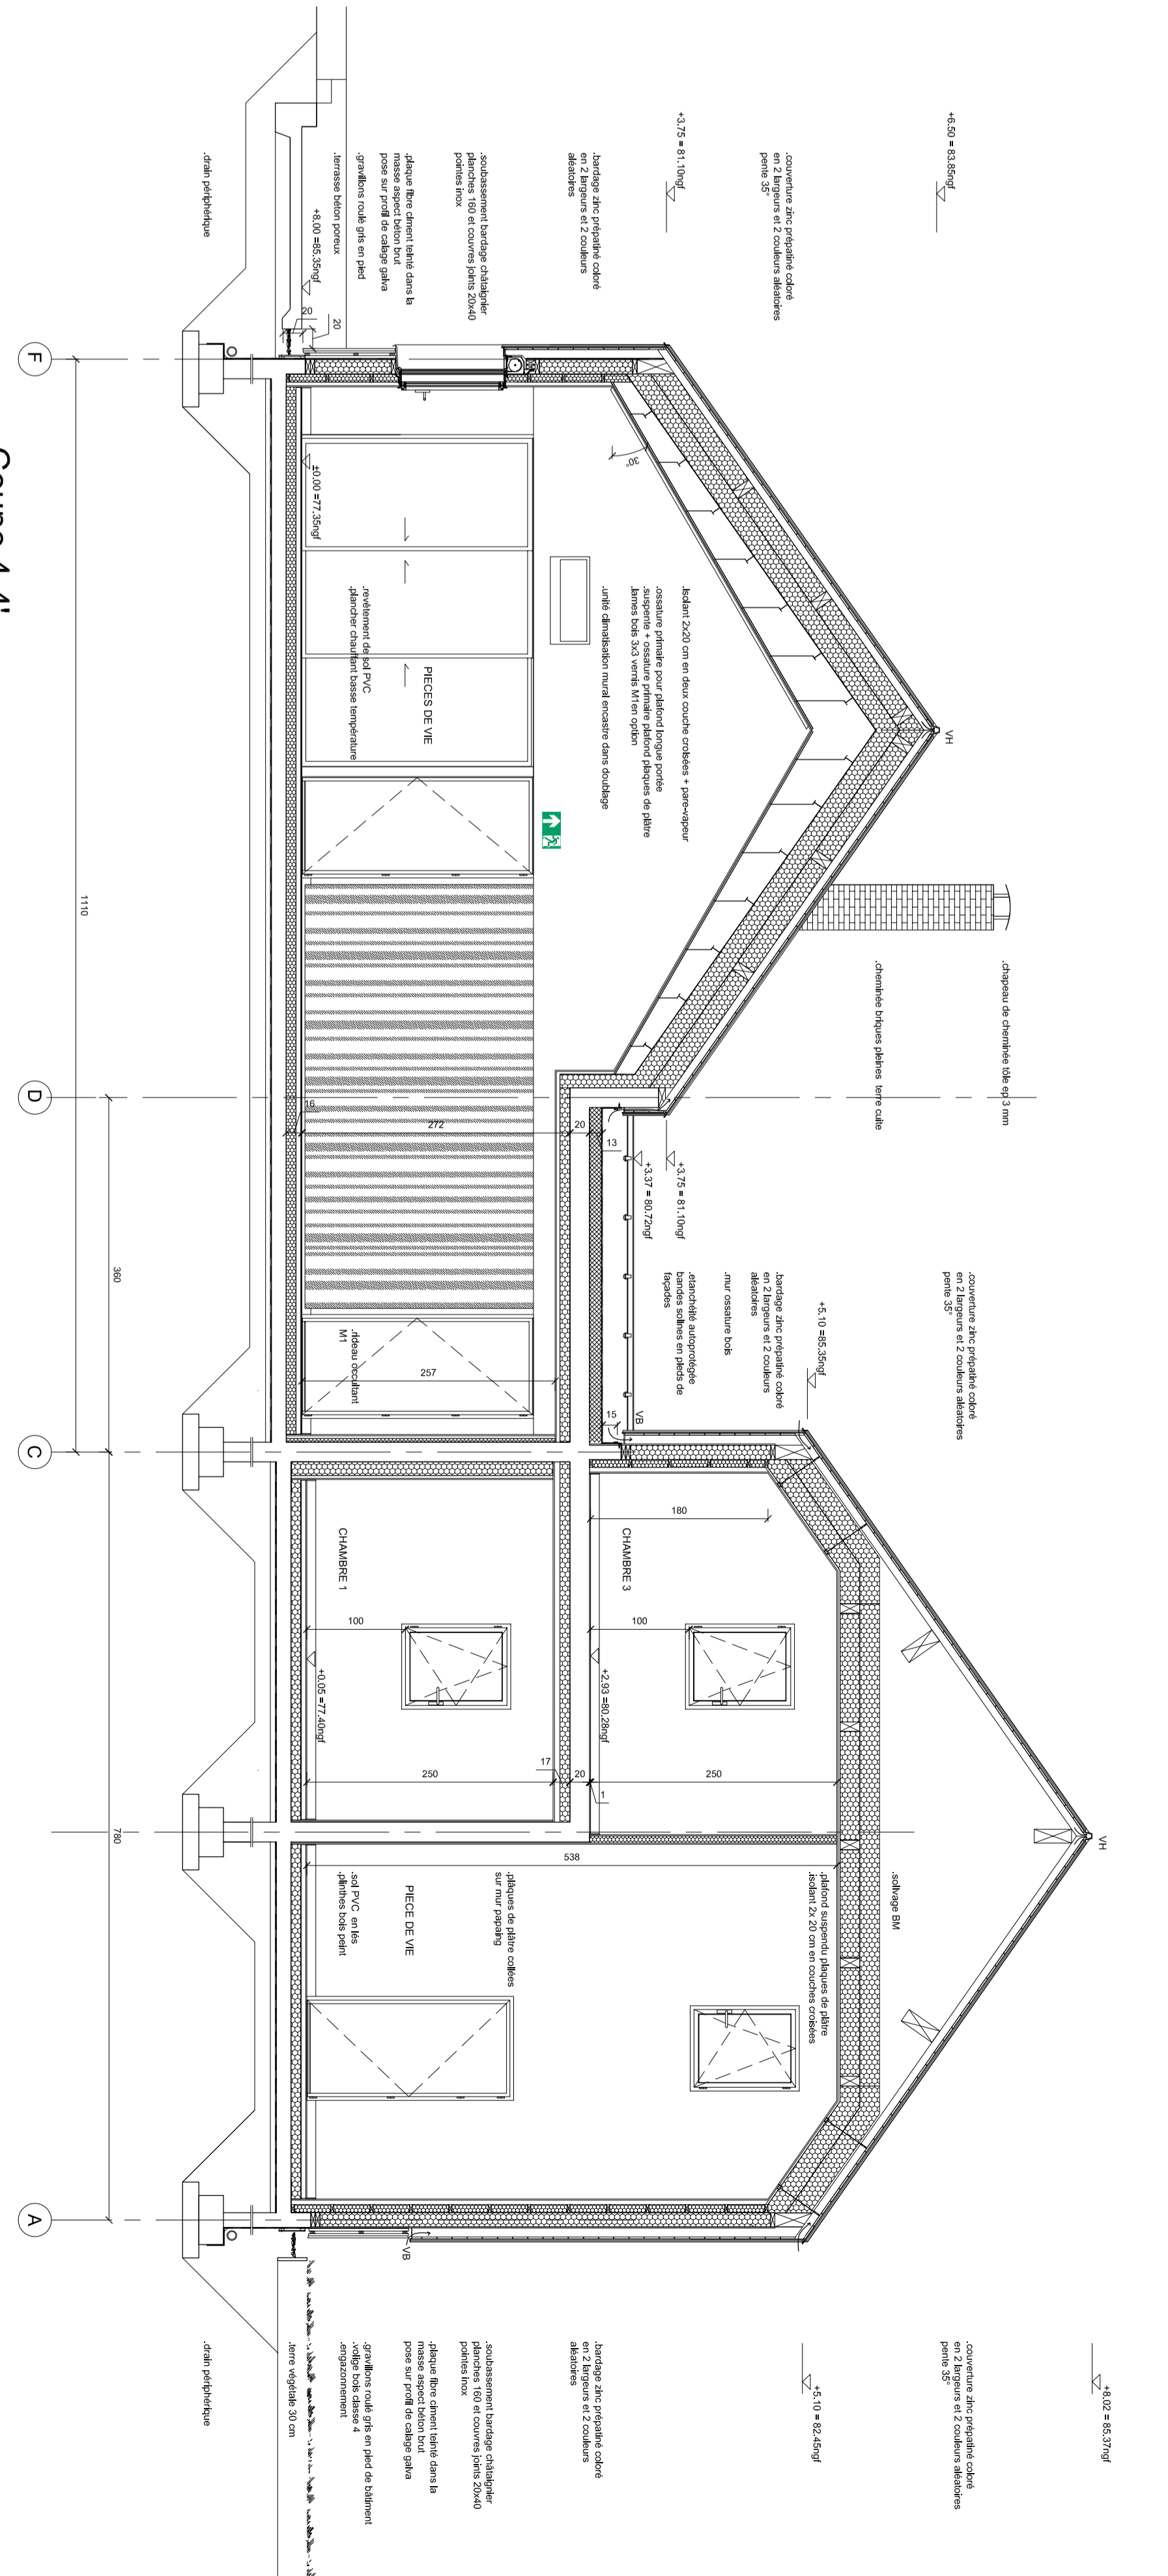 +6.50 = 83.85ngf
.couverture zinc prépatiné coloré
en 2 largeurs et 2 couleurs aléatoires
pente 35°
+3.75 = 81.10ngf
.bardage zinc prépatiné coloré
en 2 largeurs et 2 couleurs
aléatoires
.soubassement bardage châtaignier
planches 160 et couvres joints 20x40
pointes inox
.plaque fibre ciment teinté dans la
masse aspect béton brut
pose sur profil de calage galva
.gravillons roulé gris en pied
.terrasse béton poreux
+8.00 =85.35ngf
20
20
.drain périphérique
VH
30°
.isolant 2x20 cm en deux couche croisées + pare-vapeur
.ossature primaire pour plafond longue portée
.suspente + ossature primaire plafond plaques de plâtre
.lames bois 3x3 vernis M1en option
.unité climatisation mural encastre dans doublage
PIECES DE VIE
.revêtement de sol PVC
.plancher chauffant basse température
±0.00 =77.35ngf
.chapeau de cheminée tôle ep 3 mm
.cheminée briques pleines terre cuite
+3.75 = 81.10ngf
+3.37 = 80.72ngf
13
20
272
16
.couverture zinc prépatiné coloré
en 2 largeurs et 2 couleurs aléatoires
pente 35°
+5.10 =85.35ngf
.bardage zinc prépatiné coloré
en 2 largeurs et 2 couleurs
aléatoires
.mur ossature bois
.etanchéité autoprotégée
bandes solines en pieds de
façades
VB
15
257
.rideau occultant
M1
VH
180
CHAMBRE 3
100
+2.93 =80.28ngf
250
1
20
17
CHAMBRE 1
100
+0.05 =77.40ngf
250
538
.solivage BM
.plafond suspendu plaques de plâtre
.isolant 2x 20 cm en couches croisées
.plâques de plâtre collées
sur mur papaing
PIECE DE VIE
.sol PVC en lés
.plinthes bois peint
VB
+8.02 = 85.37ngf
.couverture zinc prépatiné coloré
en 2 largeurs et 2 couleurs aléatoires
pente 35°
+5.10 = 82.45ngf
.bardage zinc prépatiné coloré
en 2 largeurs et 2 couleurs
aléatoires
.soubassement bardage châtaignier
planches 160 et couvres joints 20x40
pointes inox
.plaque fibre ciment teinté dans la
masse aspect béton brut
pose sur profil de calage galva
.gravillons roulé gris en pied de bâtiment
.volige bois classe 4
.engazonnement
.terre végétale 30 cm
.drain périphérique
1110
360
780
F
D
C
A
Coupe 4-4'